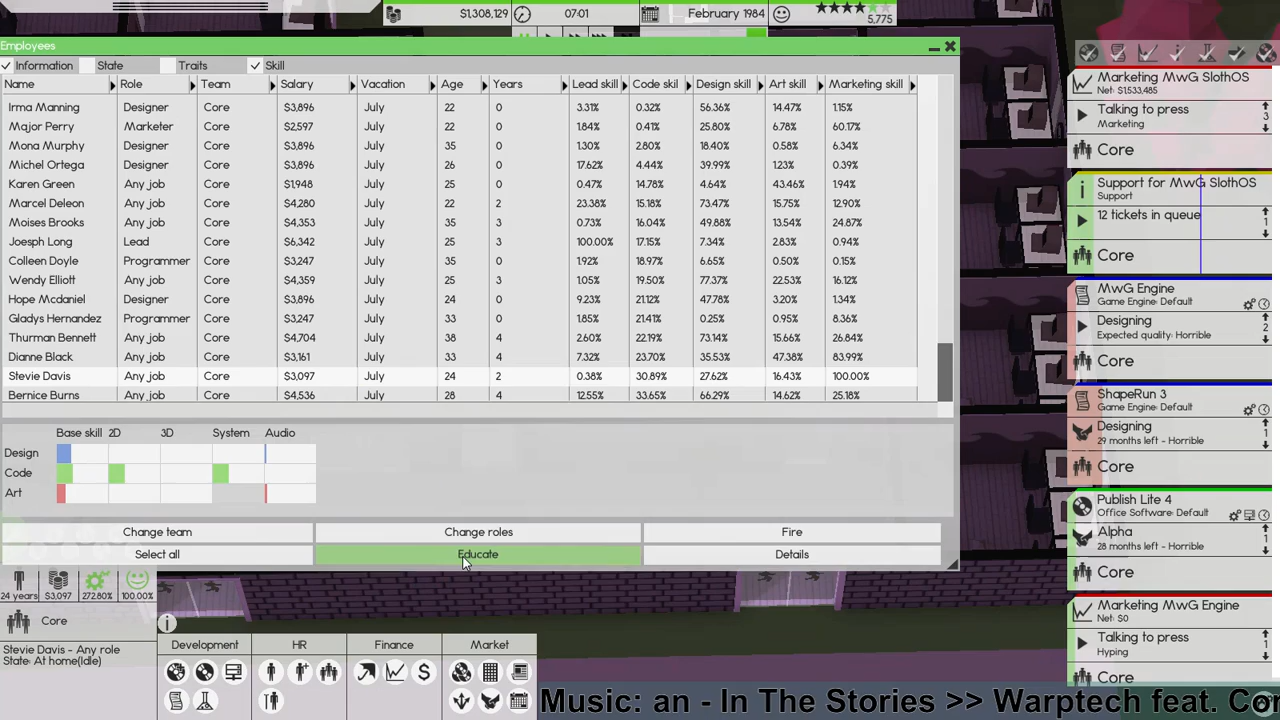 $1,308,129
07:01
February 1984
5,775
Employees
Information State Traits Skill
Name Role Team Salary Vacation Age Years Lead skill Code skil Design skill Art skill Marketing skill
Irma Manning Designer Core $3,896 July 22 0 3.31% 0.32% 56.36% 14.47% 1.15%
Major Perry Marketer Core $2,597 July 22 0 1.84% 0.41% 25.80% 6.78% 60.17%
Mona Murphy Designer Core $3,896 July 35 0 1.30% 2.80% 18.40% 0.58% 6.34%
Michel Ortega Designer Core $3,896 July 26 0 17.62% 4.44% 39.99% 1.23% 0.39%
Karen Green Any job Core $1,948 July 25 0 0.47% 14.78% 4.64% 43.46% 1.94%
Marcel Deleon Any job Core $4,280 July 22 2 23.38% 15.18% 73.47% 15.75% 12.90%
Moises Brooks Any job Core $4,353 July 35 3 0.73% 16.04% 49.88% 13.54% 24.87%
Joesph Long Lead Core $6,342 July 25 3 100.00% 17.15% 7.34% 2.83% 0.94%
Colleen Doyle Programmer Core $3,247 July 35 0 1.92% 18.97% 6.65% 0.50% 0.15%
Wendy Elliott Any job Core $4,359 July 25 3 1.05% 19.50% 77.37% 22.53% 16.12%
Hope Mcdaniel Designer Core $3,896 July 24 0 9.23% 21.12% 47.78% 3.20% 1.34%
Gladys Hernandez Programmer Core $3,247 July 33 0 1.85% 21.41% 0.25% 0.95% 8.36%
Thurman Bennett Any job Core $4,704 July 38 4 2.60% 22.19% 73.14% 15.66% 26.84%
Dianne Black Any job Core $3,161 July 33 4 7.32% 23.70% 35.53% 47.38% 83.99%
Stevie Davis Any job Core $3,097 July 24 2 0.38% 30.89% 27.62% 16.43% 100.00%
Bernice Burns Any job Core $4,536 July 28 4 12.55% 33.65% 66.29% 14.62% 25.18%
Base skill 2D 3D System Audio
Design
Code
Art
Change team Change roles Fire
Select all Educate Details
24 years $3,097 272.80% 100.00%
Core
Stevie Davis - Any role
State: At home(Idle)
Development HR Finance Market
Marketing MwG SlothOS
Net: $1,533,485
Talking to press
Marketing
3
Core
Support for MwG SlothOS
Support
12 tickets in queue
1
Core
MwG Engine
Game Engine: Default
Designing
Expected quality: Horrible
2
Core
ShapeRun 3
Game Engine: Default
Designing
29 months left - Horrible
1
Core
Publish Lite 4
Office Software: Default
Alpha
28 months left - Horrible
1
Core
Marketing MwG Engine
Net: $0
Talking to press
Hyping
1
Core
Music: an - In The Stories >> Warptech feat. Co